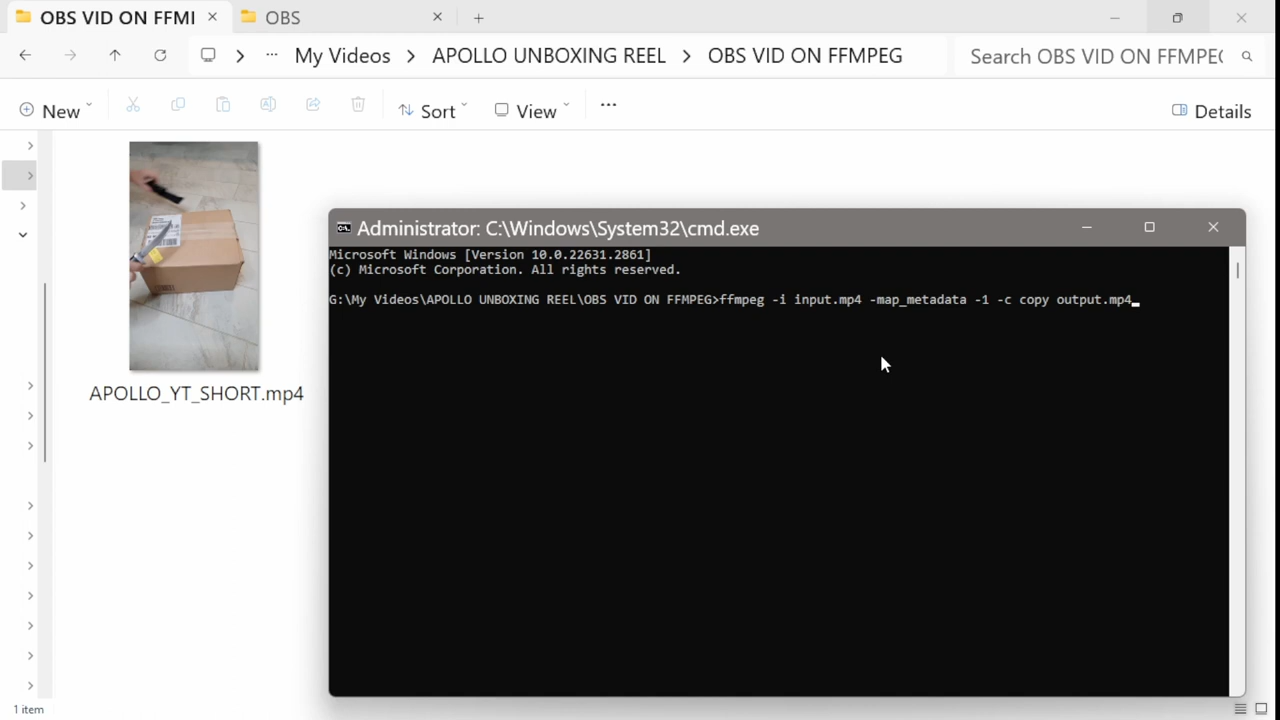 OBS VID ON FFMI
OBS
My Videos > APOLLO UNBOXING REEL > OBS VID ON FFMPEG
Search OBS VID ON FFMPEC
New
Sort
View
Details
APOLLO_YT_SHORT.mp4
Administrator: C:\Windows\System32\cmd.exe
Microsoft Windows [Version 10.0.22631.2861]
(c) Microsoft Corporation. All rights reserved.
G:\My Videos\APOLLO UNBOXING REEL\OBS VID ON FFMPEG>ffmpeg -i input.mp4 -map_metadata -1 -c copy output.mp4
1 item